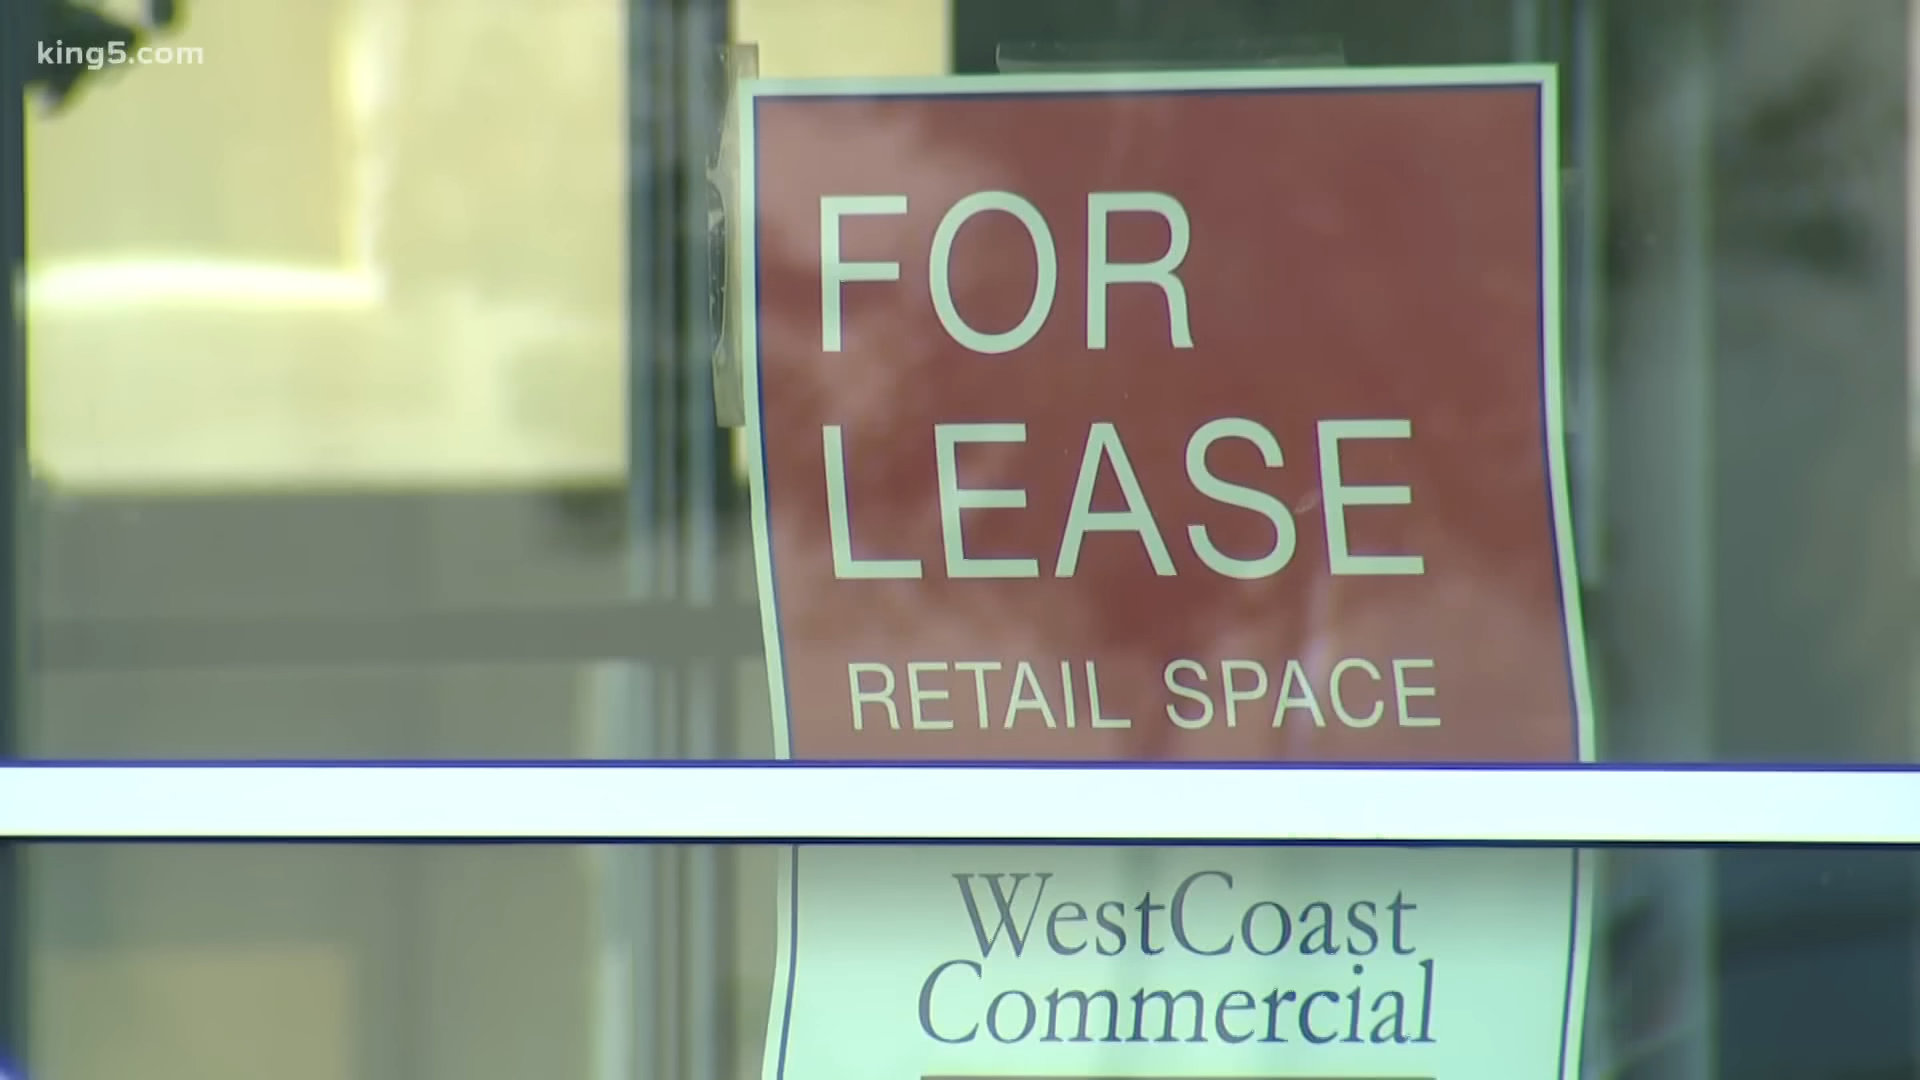 king5.com
FOR
LEASE
RETAIL SPACE
WestCoast
Commercial